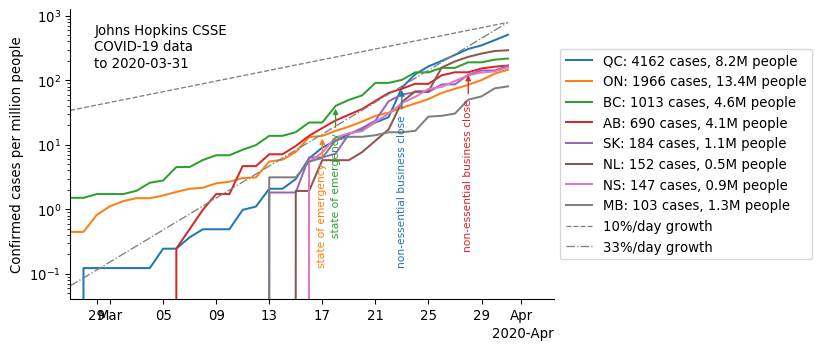 Johns Hopkins CSSE
COVID-19 data
to 2020-03-31
Confirmed cases per million people
10³
10²
10¹
10⁰
10⁻¹
state of emergency
state of emergency
non-essential business close
non-essential business close
29 Mar 05 09 13 17 21 25 29 Apr
2020-Apr
QC: 4162 cases, 8.2M people
ON: 1966 cases, 13.4M people
BC: 1013 cases, 4.6M people
AB: 690 cases, 4.1M people
SK: 184 cases, 1.1M people
NL: 152 cases, 0.5M people
NS: 147 cases, 0.9M people
MB: 103 cases, 1.3M people
10%/day growth
33%/day growth